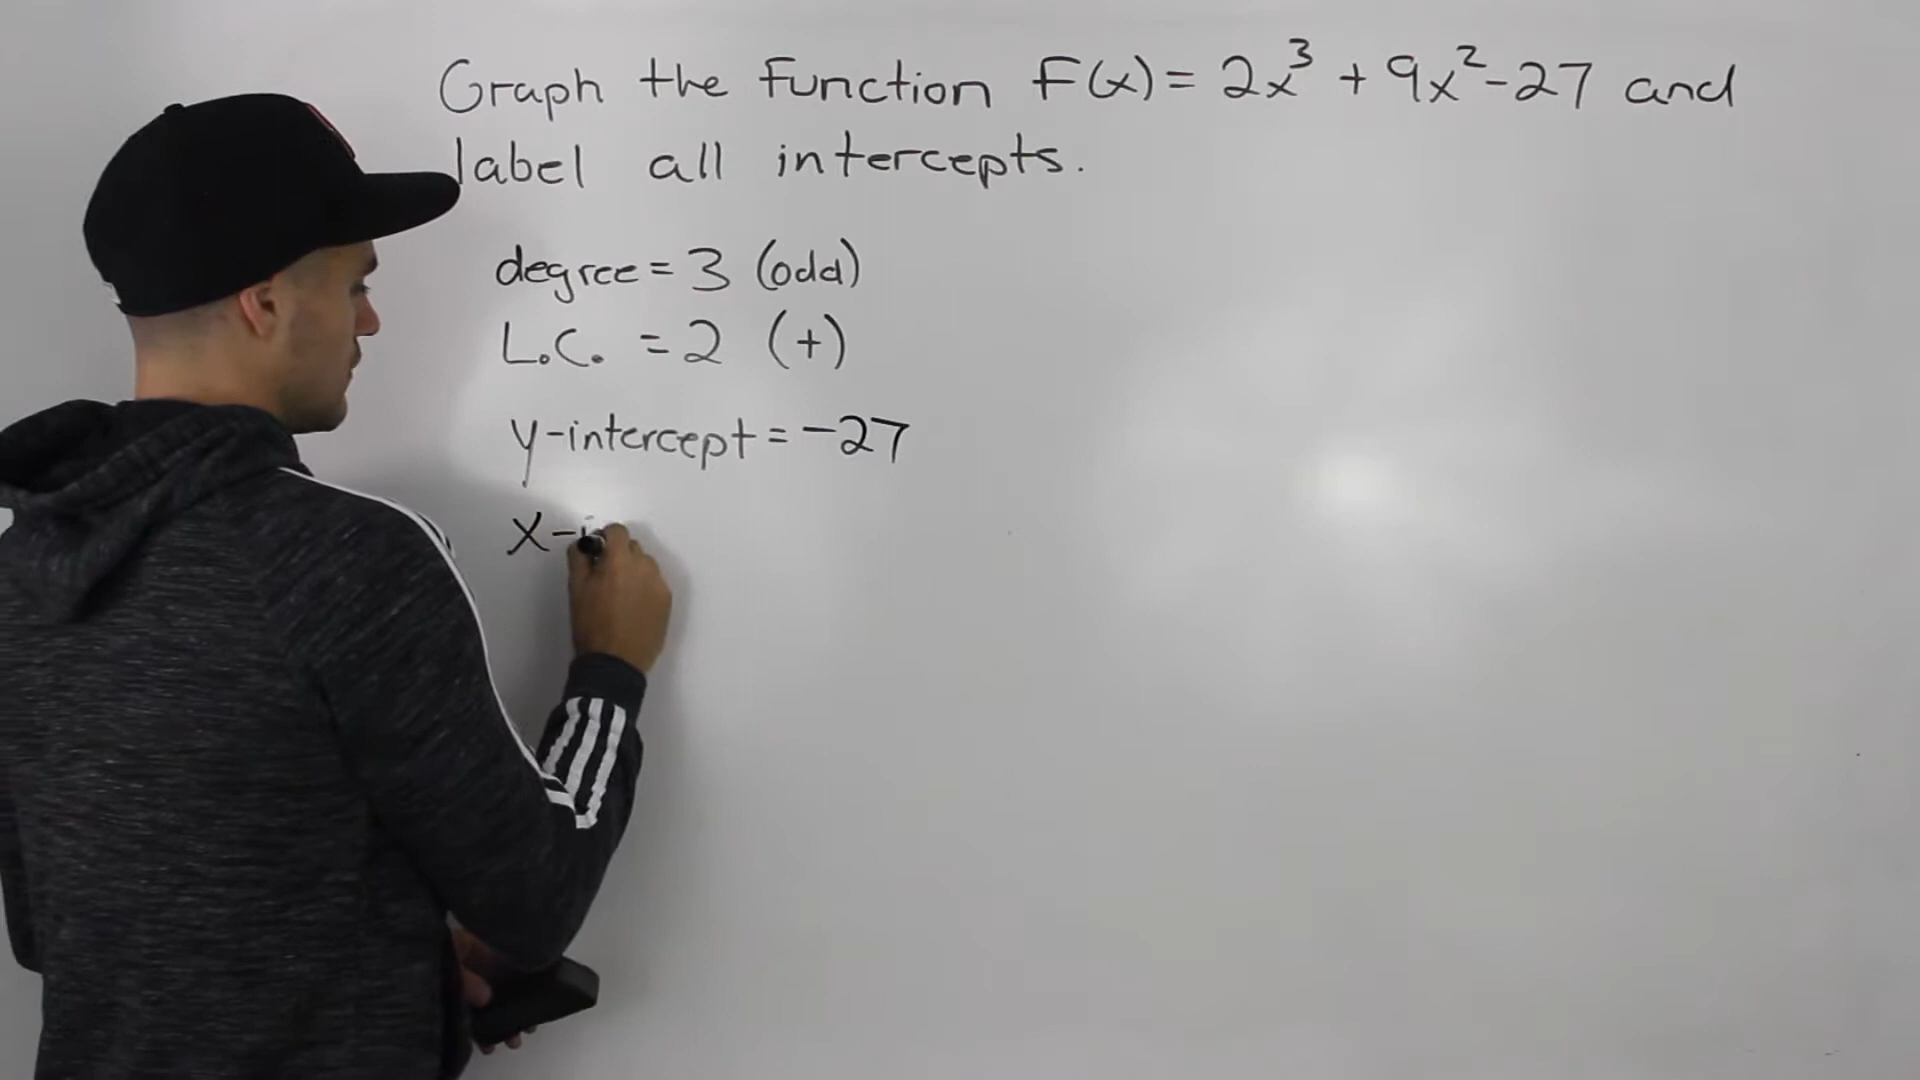 Graph the function F(x) = 2x³ + 9x² - 27 and
label all intercepts.
degree = 3 (odd)
L.C. = 2 (+)
y-intercept = -27
x-i